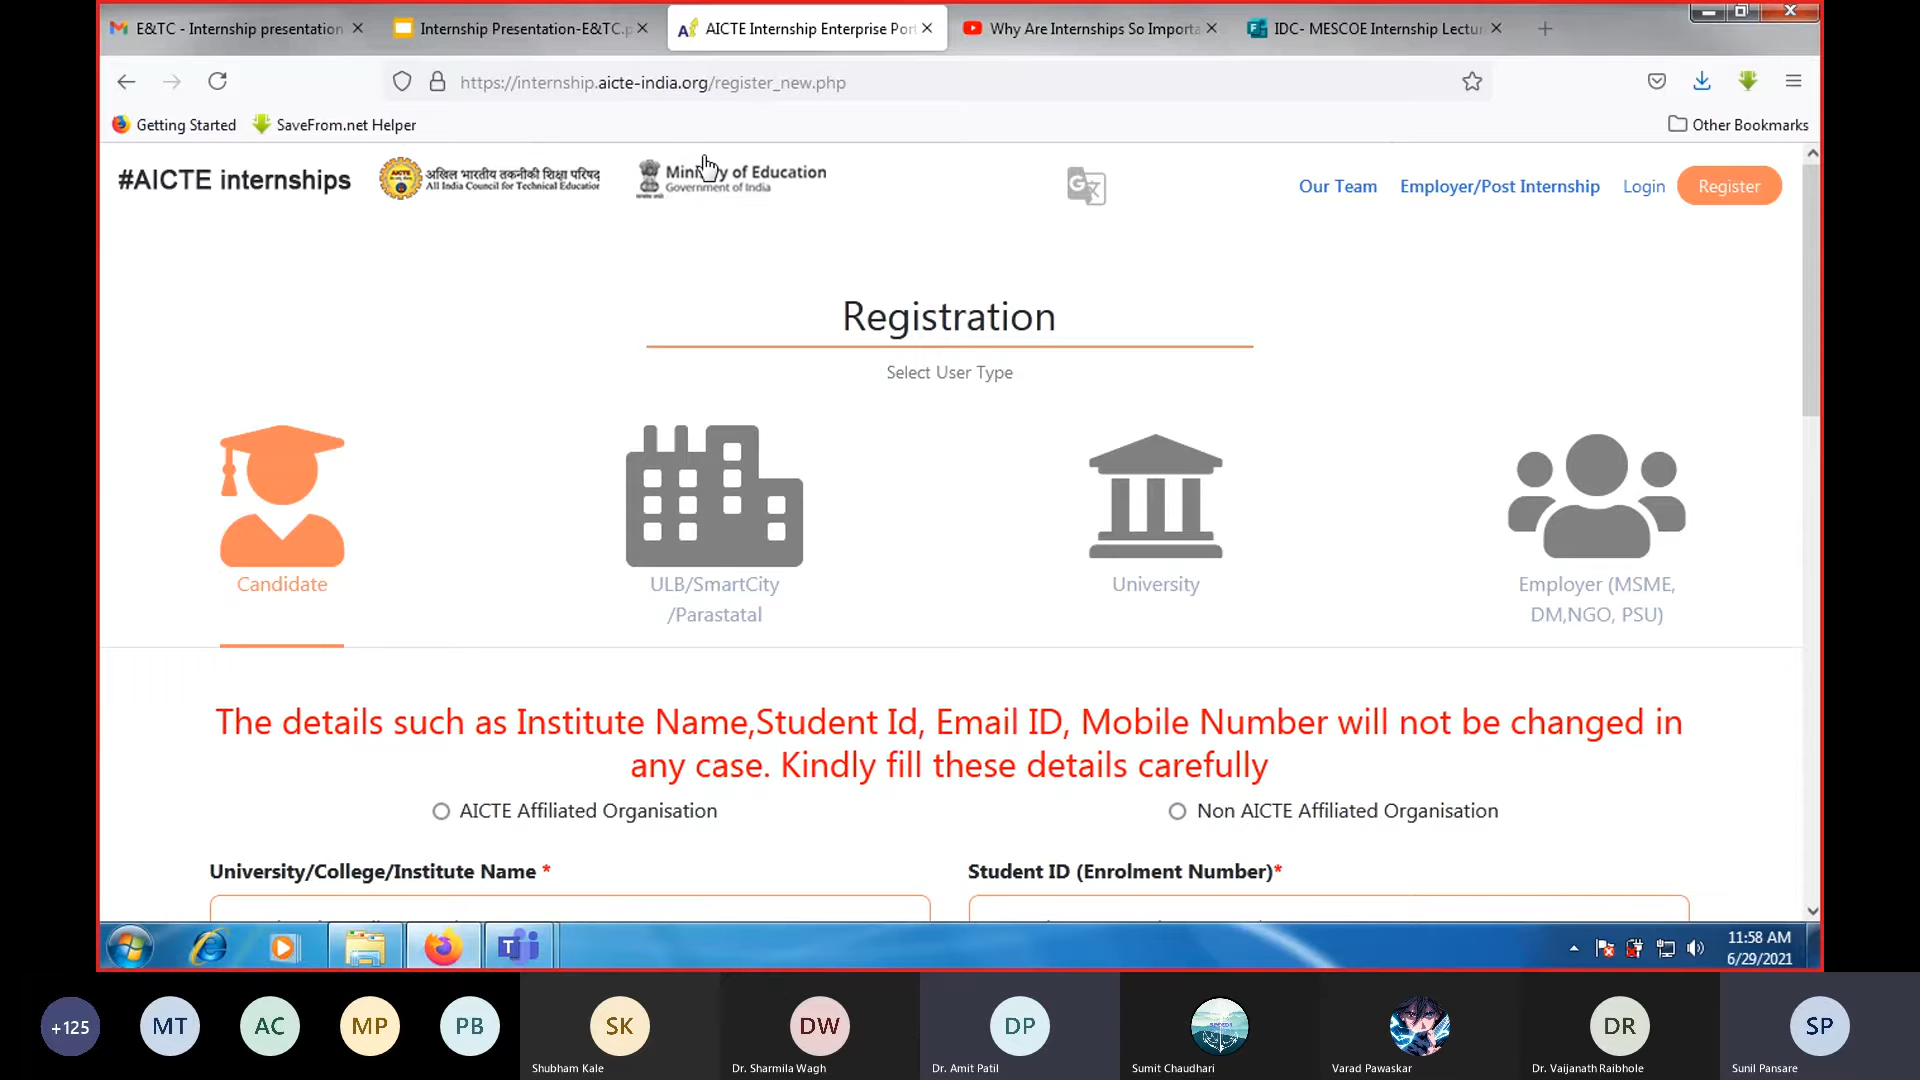 E&TC - Internship presentation
Internship Presentation-E&TC.p
AICTE Internship Enterprise Port
Why Are Internships So Importa
IDC- MESCOE Internship Lectur
https://internship.aicte-india.org/register_new.php
Getting Started
SaveFrom.net Helper
Other Bookmarks
#AICTE internships
अखिल भारतीय तकनीकी शिक्षा परिषद
All India Council for Technical Education
Ministry of Education
Government of India
Our Team
Employer/Post Internship
Login
Register
Registration
Select User Type
Candidate
ULB/SmartCity
/Parastatal
University
Employer (MSME,
DM,NGO, PSU)
The details such as Institute Name,Student Id, Email ID, Mobile Number will not be changed in
any case. Kindly fill these details carefully
AICTE Affiliated Organisation
Non AICTE Affiliated Organisation
University/College/Institute Name *
Student ID (Enrolment Number)*
11:58 AM
6/29/2021
+125
MT
AC
MP
PB
SK
DW
DP
DR
SP
Shubham Kale
Dr. Sharmila Wagh
Dr. Amit Patil
Sumit Chaudhari
Varad Pawaskar
Dr. Vaijanath Raibhole
Sunil Pansare